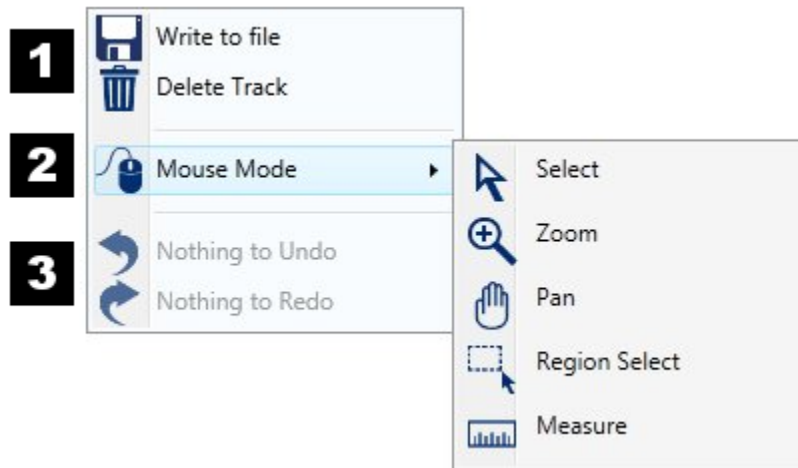 1
Write to file
Delete Track
2
Mouse Mode
3
Nothing to Undo
Nothing to Redo
Select
Zoom
Pan
Region Select
Measure